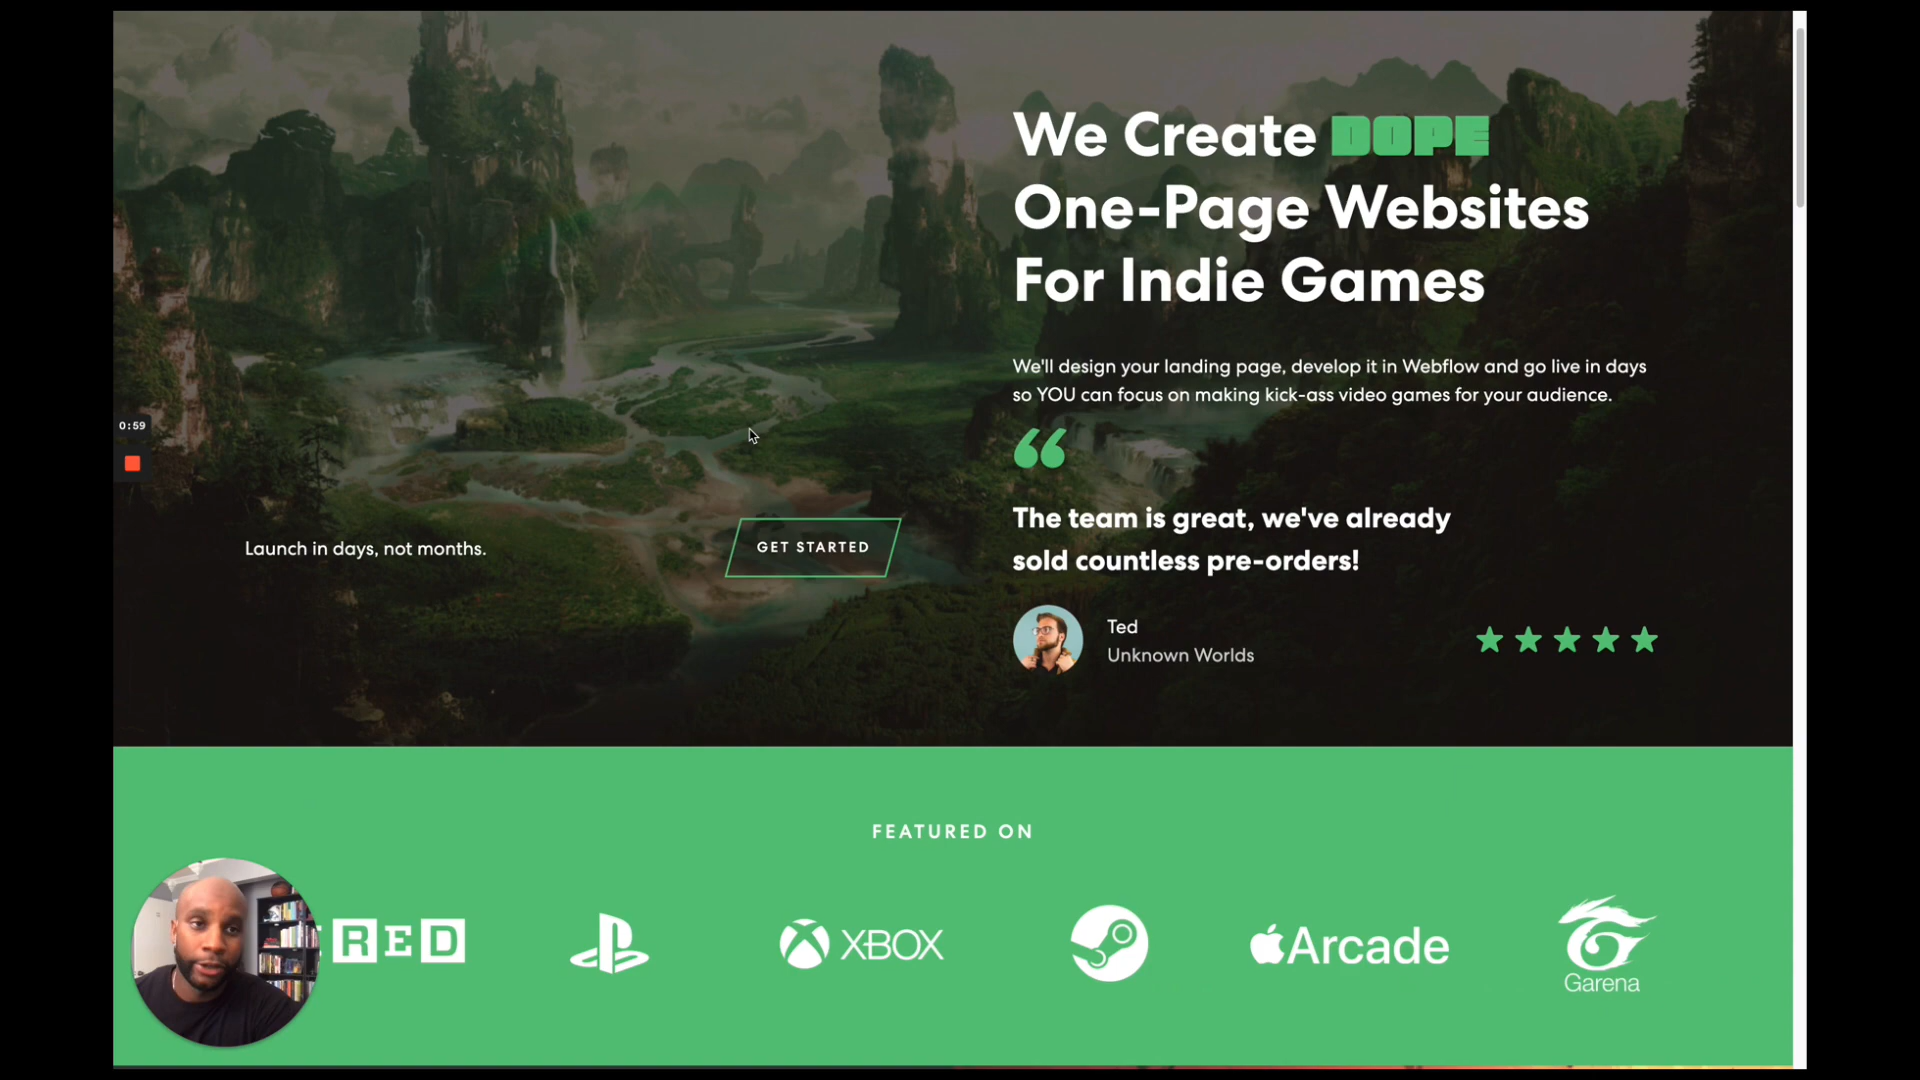 We Create DOPE
One-Page Websites
For Indie Games
We'll design your landing page, develop it in Webflow and go live in days
so YOU can focus on making kick-ass video games for your audience.
0:59
Launch in days, not months.
GET STARTED
“
The team is great, we've already
sold countless pre-orders!
Ted
Unknown Worlds
FEATURED ON
RED
XBOX
Arcade
Garena